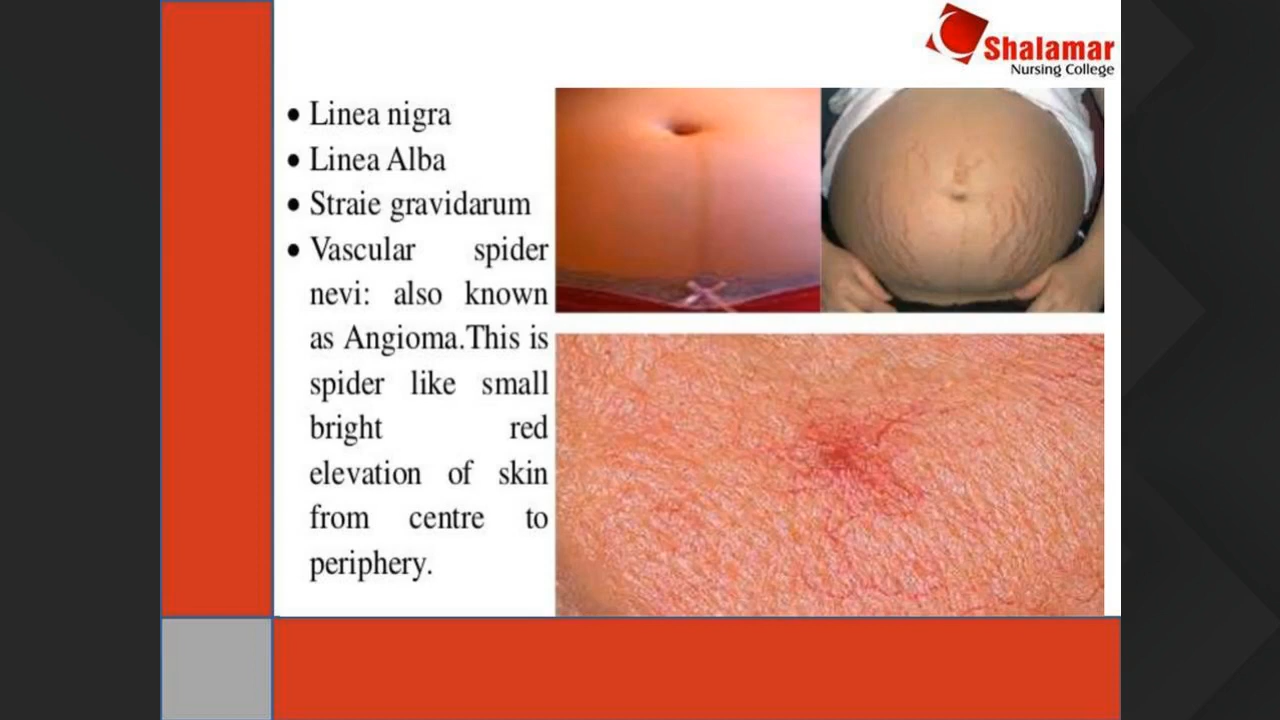 Shalamar
Nursing College
• Linea nigra
• Linea Alba
• Straie gravidarum
• Vascular spider
nevi: also known
as Angioma.This is
spider like small
bright red
elevation of skin
from centre to
periphery.